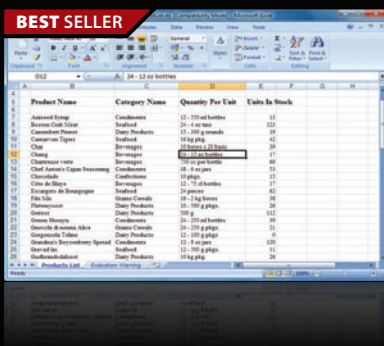 BEST SELLER
[Compatibility Mode] - Microsoft Excel
Data Review View
General
D12 24 - 12 oz bottles
A B C D E F G H
Product Name Category Name Quantity Per Unit Units In Stock
Aniseed Syrup Condiments 12 - 550 ml bottles 13
Boston Crab Meat Seafood 24 - 4 oz tins 123
Camembert Pierrot Dairy Products 15 - 300 g rounds 19
Carnarvon Tigers Seafood 16 kg pkg. 42
Chai Beverages 10 boxes x 20 bags 39
Chang Beverages 24 - 12 oz bottles 17
Chartreuse verte Beverages 750 cc per bottle 69
Chef Anton's Cajun Seasoning Condiments 48 - 6 oz jars 53
Chocolade Confections 10 pkgs. 15
Côte de Blaye Beverages 12 - 75 cl bottles 17
Escargots de Bourgogne Seafood 24 pieces 62
Filo Mix Grains/Cereals 16 - 2 kg boxes 38
Flotemysost Dairy Products 10 - 500 g pkgs. 26
Geitost Dairy Products 500 g 112
Genen Shouyu Condiments 24 - 250 ml bottles 39
Gnocchi di nonna Alice Grains/Cereals 24 - 250 g pkgs. 21
Gorgonzola Telino Dairy Products 12 - 100 g pkgs 0
Grandma's Boysenberry Spread Condiments 12 - 8 oz jars 120
Gravad lax Seafood 12 - 500 g pkgs. 11
Gudbrandsdalsost Dairy Products 10 kg pkg. 26
Products List Evaluation Warning
Ready 100%